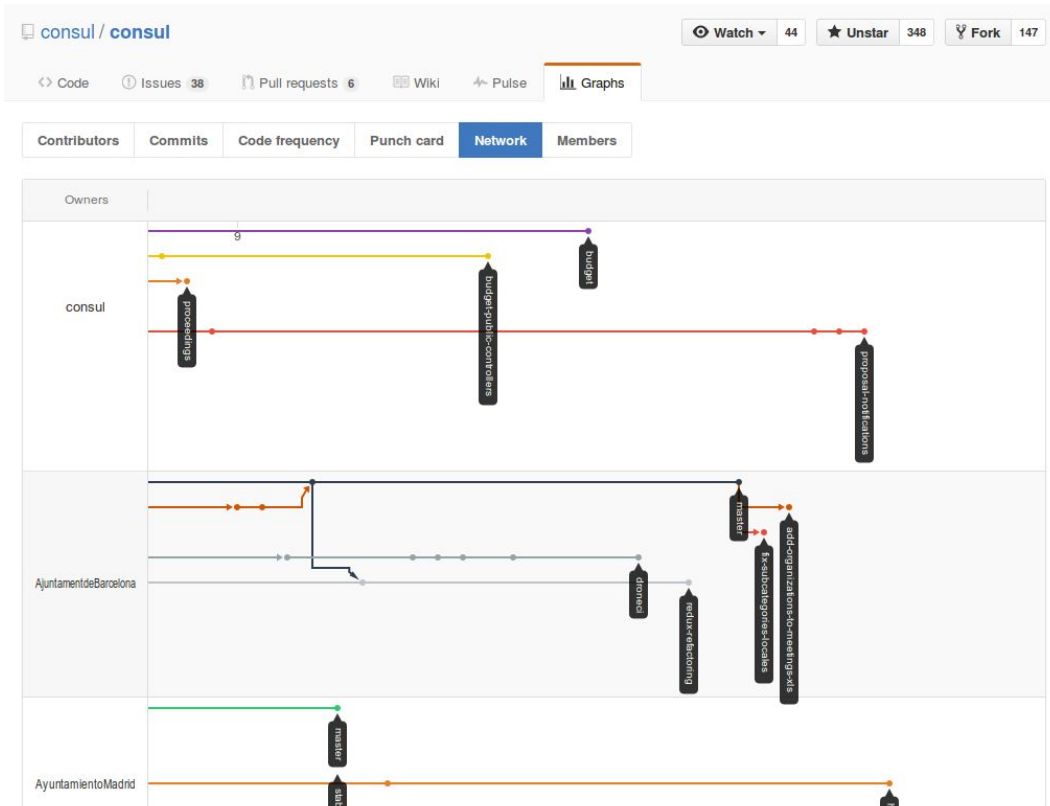 consul / consul
Watch 44
Unstar 348
Fork 147
Code
Issues 38
Pull requests 6
Wiki
Pulse
Graphs
Contributors
Commits
Code frequency
Punch card
Network
Members
Owners
9
consul
budget
budget-public-controllers
proceedings
proposal-notifications
AjuntamentdeBarcelona
master
add-organizations-to-meetings-xls
fix-subcategories-locales
droneci
redux-refactoring
AyuntamientoMadrid
master